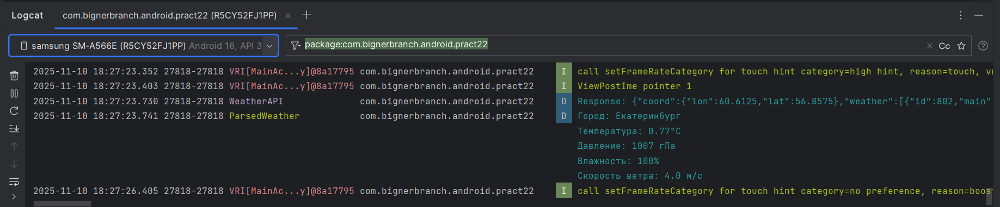 Logcat com.bignerbranch.android.pract22 (R5CY52FJ1PP)
samsung SM-A566E (R5CY52FJ1PP) Android 16, API 3 package:com.bignerbranch.android.pract22 Cc
2025-11-10 18:27:23.352 27818-27818 VRI[MainAc...y]@8a17795 com.bignerbranch.android.pract22 I call setFrameRateCategory for touch hint category=high hint, reason=touch,
2025-11-10 18:27:23.403 27818-27818 VRI[MainAc...y]@8a17795 com.bignerbranch.android.pract22 I ViewPostIme pointer 1
2025-11-10 18:27:23.730 27818-27818 WeatherAPI com.bignerbranch.android.pract22 D Response: {"coord":{"lon":60.6125,"lat":56.8575},"weather":[{"id":802,"main"
2025-11-10 18:27:23.741 27818-27818 ParsedWeather com.bignerbranch.android.pract22 D Город: Екатеринбург
Температура: 0.77°C
Давление: 1007 гПа
Влажность: 100%
Скорость ветра: 4.0 м/с
2025-11-10 18:27:26.405 27818-27818 VRI[MainAc...y]@8a17795 com.bignerbranch.android.pract22 I call setFrameRateCategory for touch hint category=no preference, reason=boos